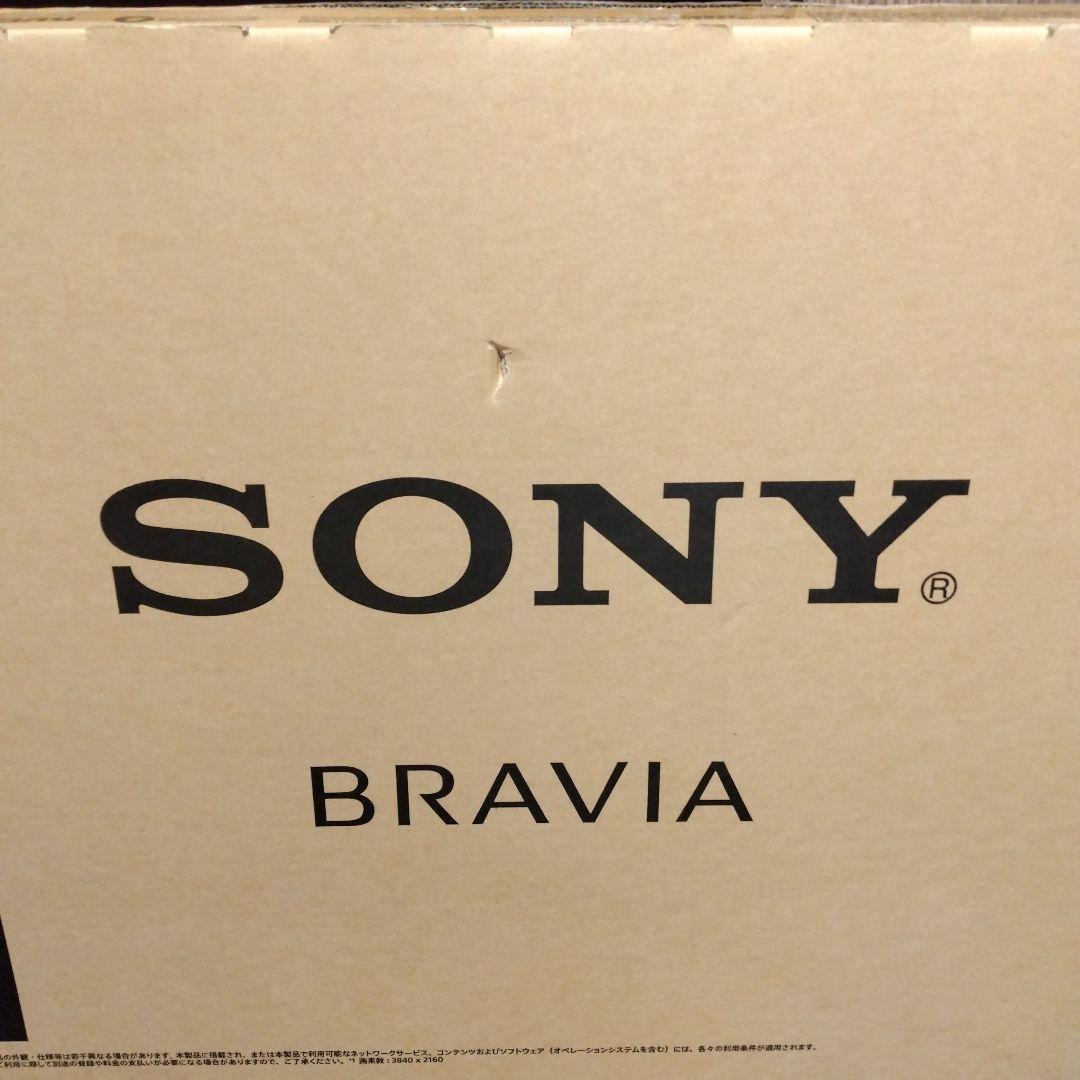 SONY®
BRAVIA
品の外観・仕様等は若干異なる場合があります。本製品に搭載され、または本製品で利用可能なネットワークサービス、コンテンツおよびソフトウェア（オペレーションシステムを含む）には、各々の利用条件が適用されます。
ご利用に際して別途の登録や料金の支払いが必要になる場合がありますので、ご了承ください。*1 画素数：3840 x 2160